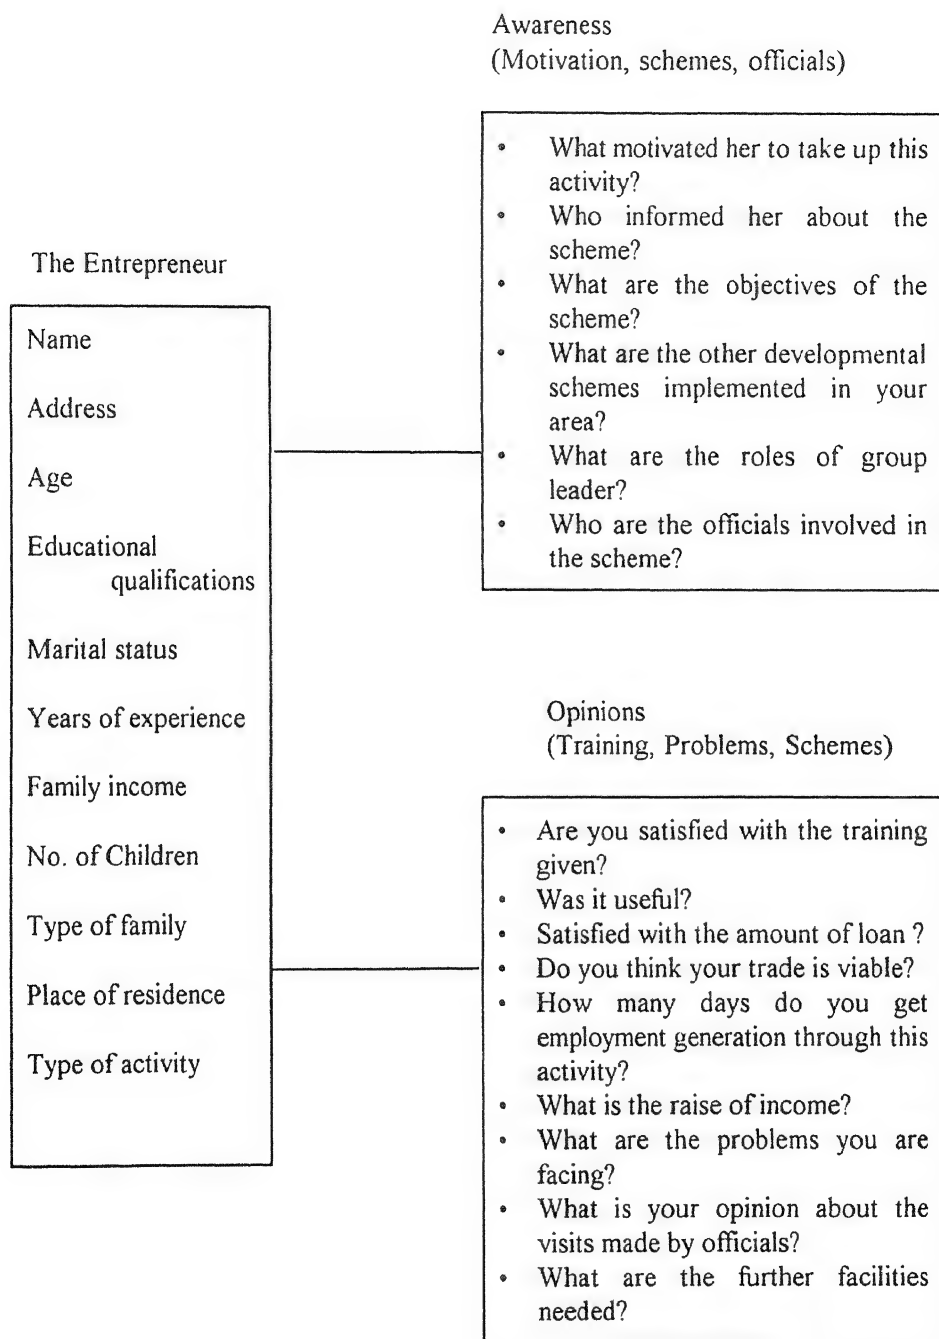 Awareness
(Motivation, schemes, officials)
• What motivated her to take up this
activity?
• Who informed her about the
scheme?
• What are the objectives of the
scheme?
• What are the other developmental
schemes implemented in your
area?
• What are the roles of group
leader?
• Who are the officials involved in
the scheme?
The Entrepreneur
Name
Address
Age
Educational
qualifications
Marital status
Years of experience
Family income
No. of Children
Type of family
Place of residence
Type of activity
Opinions
(Training, Problems, Schemes)
• Are you satisfied with the training
given?
• Was it useful?
• Satisfied with the amount of loan ?
• Do you think your trade is viable?
• How many days do you get
employment generation through this
activity?
• What is the raise of income?
• What are the problems you are
facing?
• What is your opinion about the
visits made by officials?
• What are the further facilities
needed?